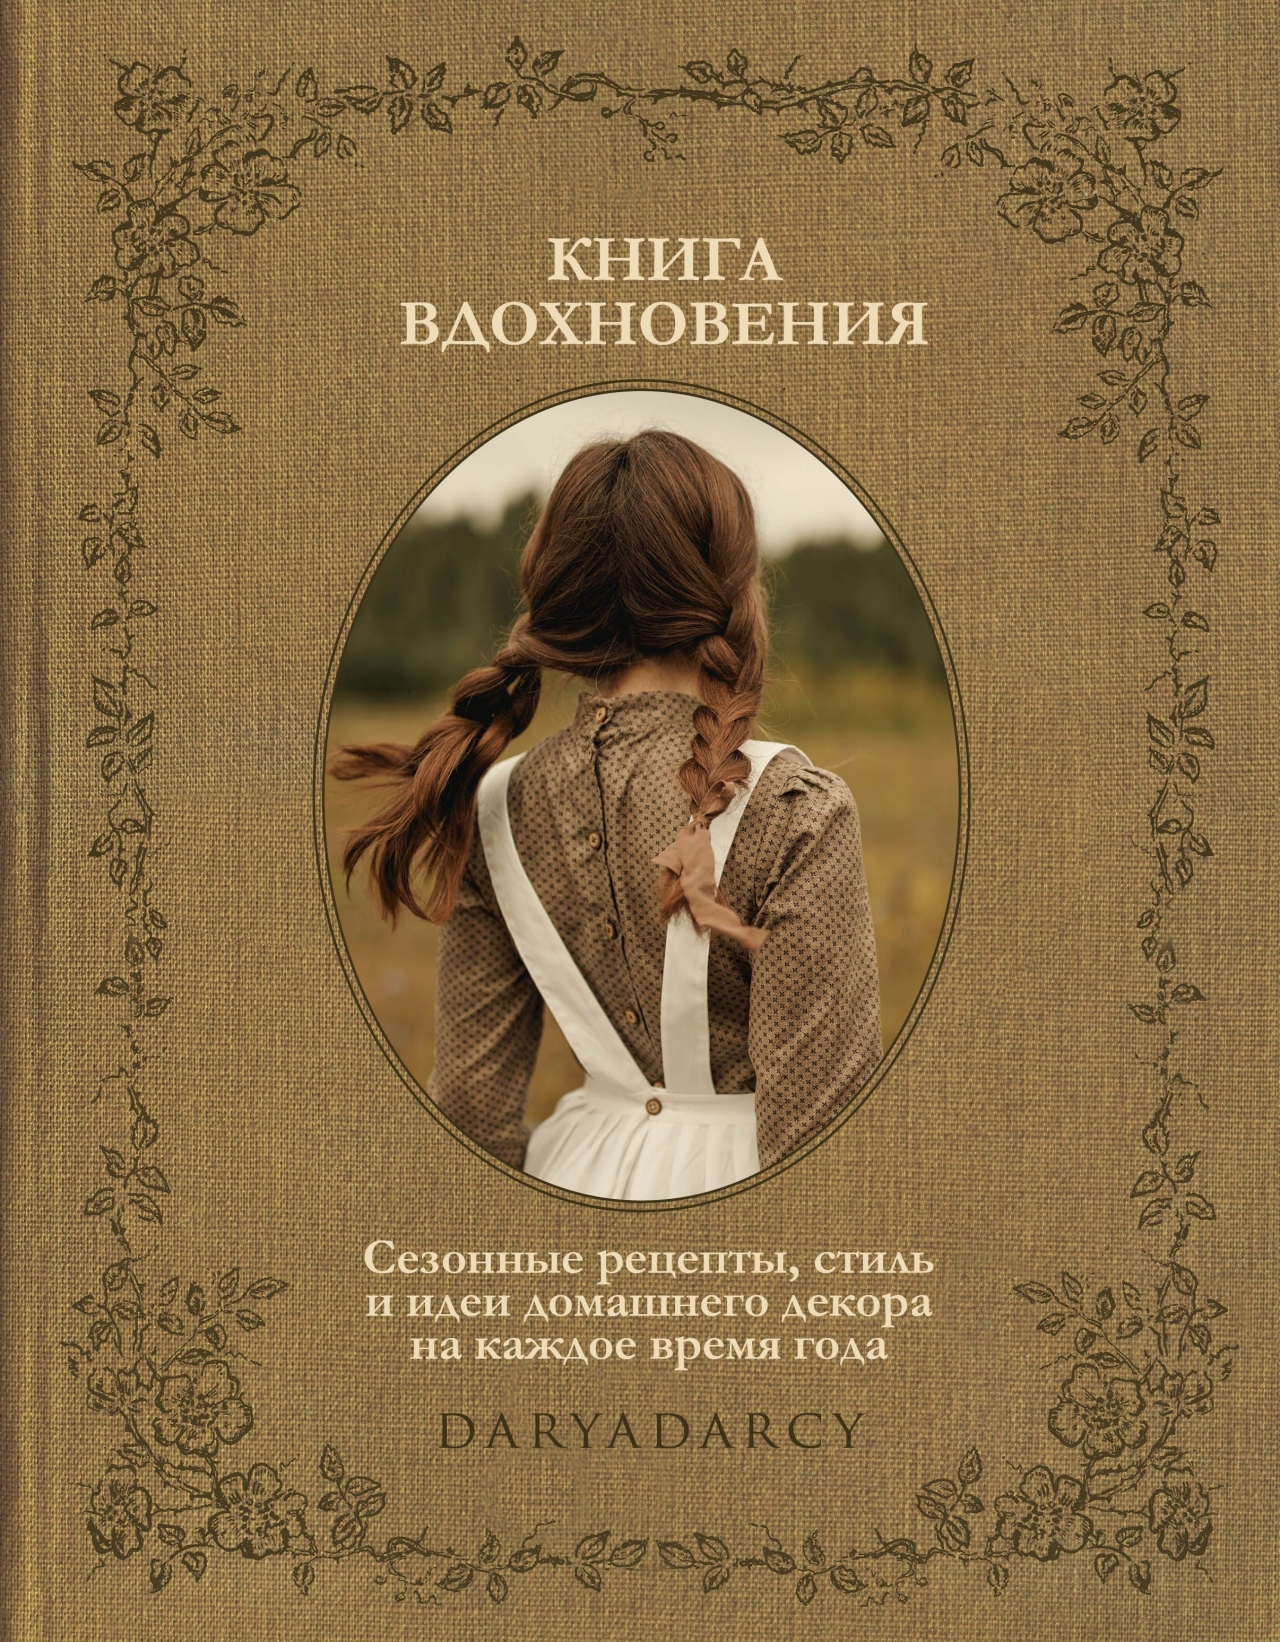 КНИГА
ВДОХНОВЕНИЯ
Сезонные рецепты, стиль
и идеи домашнего декора
на каждое время года
DARYADARCY